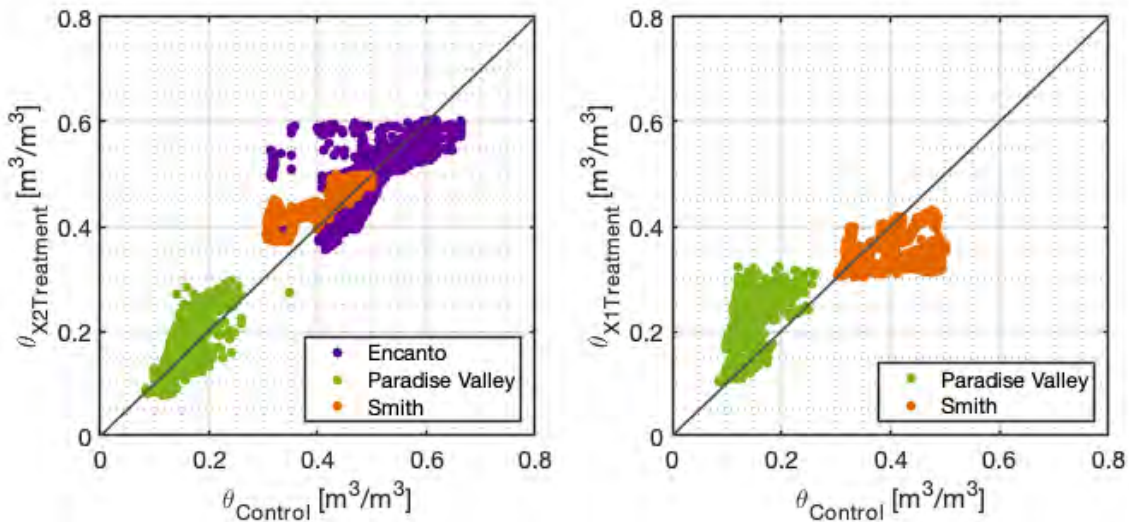 0.8
0.6
0.4
0.2
0
θX2Treatment [m³/m³]
0 0.2 0.4 0.6 0.8
θControl [m³/m³]
Encanto
Paradise Valley
Smith
0.8
0.6
0.4
0.2
0
θX1Treatment [m³/m³]
0 0.2 0.4 0.6 0.8
θControl [m³/m³]
Paradise Valley
Smith